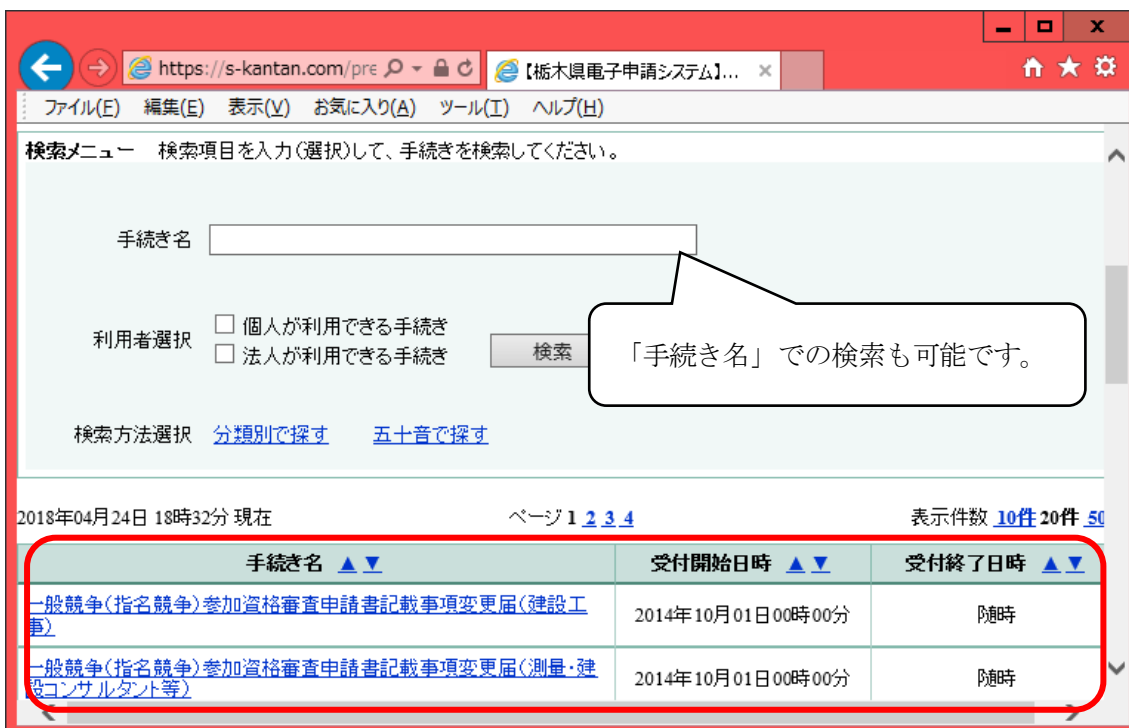 https://s-kantan.com/pre
【栃木県電子申請システム】...
ファイル(F) 編集(E) 表示(V) お気に入り(A) ツール(T) ヘルプ(H)
検索メニュー 検索項目を入力(選択)して、手続きを検索してください。
手続き名
利用者選択
個人が利用できる手続き
法人が利用できる手続き
検索
「手続き名」での検索も可能です。
検索方法選択 分類別で探す 五十音で探す
2018年04月24日 18時32分 現在 ページ 1 2 3 4 表示件数 10件 20件 50
手続き名 ▲ ▼ 受付開始日時 ▲ ▼ 受付終了日時 ▲ ▼
一般競争(指名競争)参加資格審査申請書記載事項変更届(建設工
事) 2014年10月01日00時00分 随時
一般競争(指名競争)参加資格審査申請書記載事項変更届(測量・建
設コンサルタント等) 2014年10月01日00時00分 随時